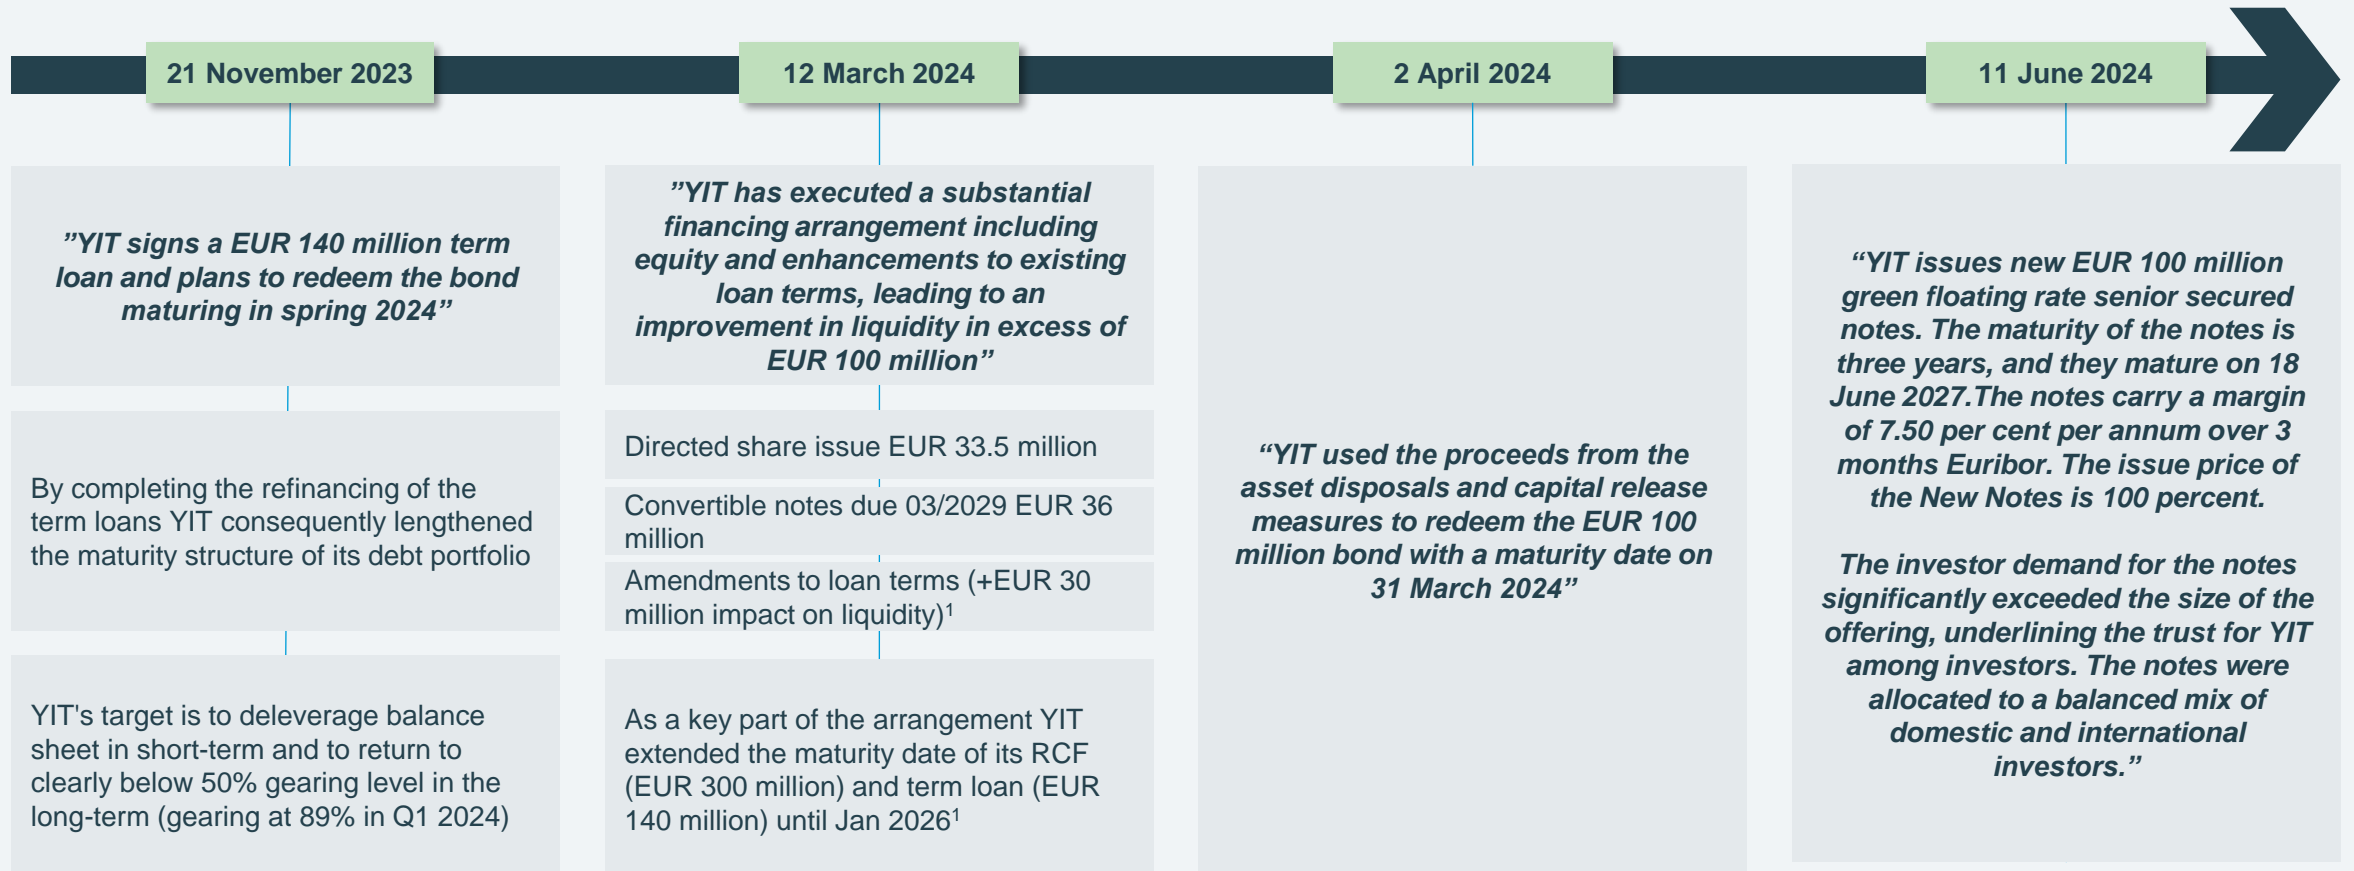 21 November 2023
12 March 2024
2 April 2024
11 June 2024
”YIT signs a EUR 140 million term
loan and plans to redeem the bond
maturing in spring 2024”
By completing the refinancing of the
term loans YIT consequently lengthened
the maturity structure of its debt portfolio
YIT's target is to deleverage balance
sheet in short-term and to return to
clearly below 50% gearing level in the
long-term (gearing at 89% in Q1 2024)
”YIT has executed a substantial
financing arrangement including
equity and enhancements to existing
loan terms, leading to an
improvement in liquidity in excess of
EUR 100 million”
Directed share issue EUR 33.5 million
Convertible notes due 03/2029 EUR 36
million
Amendments to loan terms (+EUR 30
million impact on liquidity)¹
As a key part of the arrangement YIT
extended the maturity date of its RCF
(EUR 300 million) and term loan (EUR
140 million) until Jan 2026¹
“YIT used the proceeds from the
asset disposals and capital release
measures to redeem the EUR 100
million bond with a maturity date on
31 March 2024”
“YIT issues new EUR 100 million
green floating rate senior secured
notes. The maturity of the notes is
three years, and they mature on 18
June 2027.The notes carry a margin
of 7.50 per cent per annum over 3
months Euribor. The issue price of
the New Notes is 100 percent.
The investor demand for the notes
significantly exceeded the size of the
offering, underlining the trust for YIT
among investors. The notes were
allocated to a balanced mix of
domestic and international
investors.”